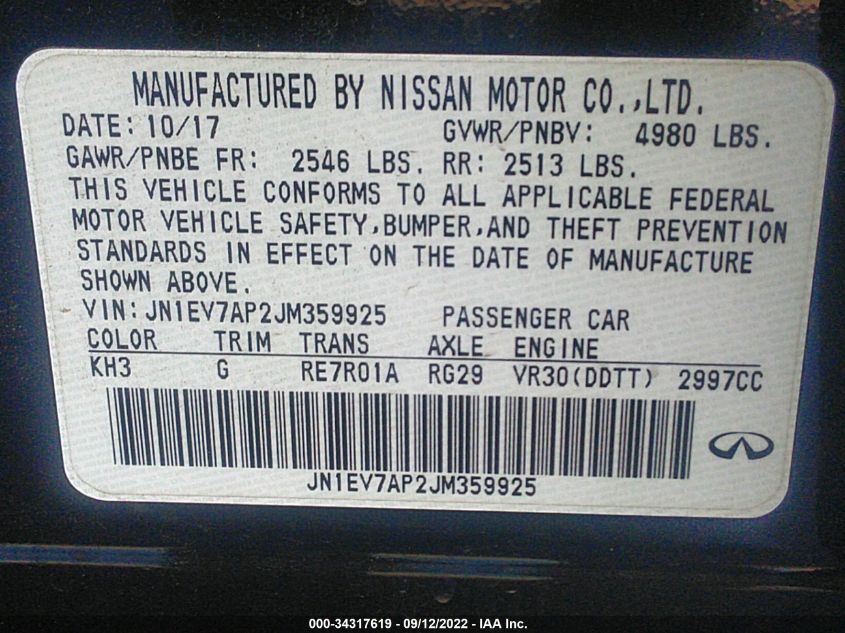 MANUFACTURED BY NISSAN MOTOR CO.,LTD.
DATE: 10/17 GVWR/PNBV: 4980 LBS.
GAWR/PNBE FR: 2546 LBS. RR: 2513 LBS.
THIS VEHICLE CONFORMS TO ALL APPLICABLE FEDERAL
MOTOR VEHICLE SAFETY,BUMPER,AND THEFT PREVENTION
STANDARDS IN EFFECT ON THE DATE OF MANUFACTURE
SHOWN ABOVE.
VIN: JN1EV7AP2JM359925 PASSENGER CAR
COLOR TRIM TRANS AXLE ENGINE
KH3 G RE7R01A RG29 VR30(DDTT) 2997CC
JN1EV7AP2JM359925
000-34317619 - 09/12/2022 - IAA Inc.